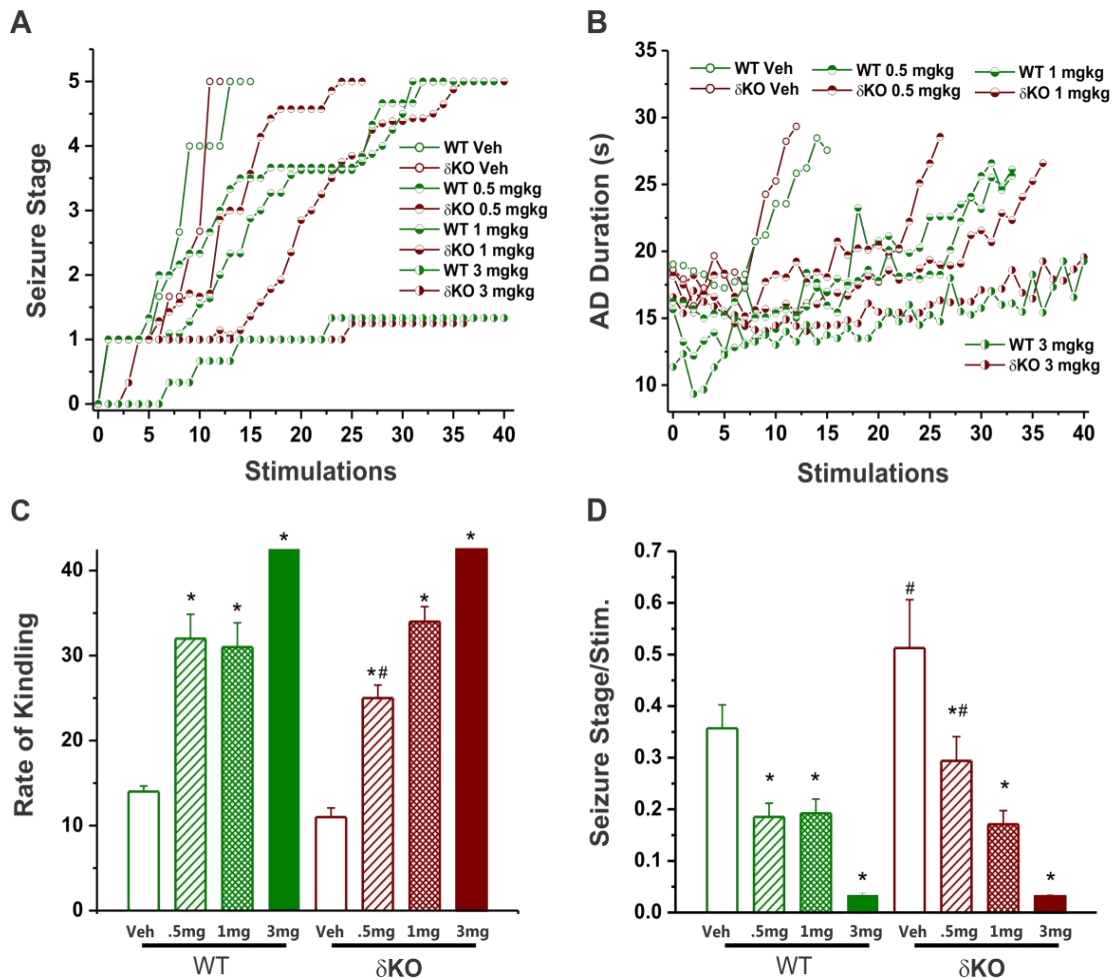 A
Seizure Stage
5
4
3
2
1
0
0 5 10 15 20 25 30 35 40
Stimulations
WT Veh
δKO Veh
WT 0.5 mgkg
δKO 0.5 mgkg
WT 1 mgkg
δKO 1 mgkg
WT 3 mgkg
δKO 3 mgkg
B
AD Duration (s)
35
30
25
20
15
10
0 5 10 15 20 25 30 35 40
Stimulations
WT Veh WT 0.5 mgkg WT 1 mgkg
δKO Veh δKO 0.5 mgkg δKO 1 mgkg
WT 3 mgkg
δKO 3 mgkg
C
Rate of Kindling
40
30
20
10
0
* * * *# * *
Veh .5mg 1mg 3mg Veh .5mg 1mg 3mg
WT δKO
D
Seizure Stage/Stim.
0.7
0.6
0.5
0.4
0.3
0.2
0.1
0.0
* * * # *# * *
Veh .5mg 1mg 3mg Veh .5mg 1mg 3mg
WT δKO